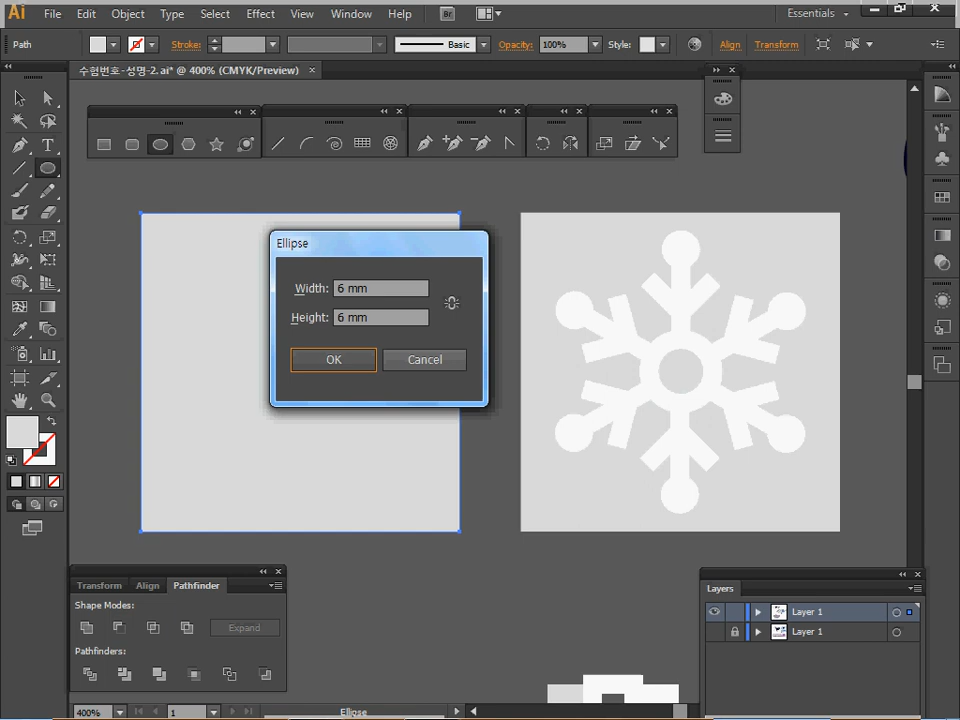 Ai File Edit Object Type Select Effect View Window Help Br Essentials
Path Stroke: Basic Opacity: 100% Style: Align Transform
수험번호-성명-2.ai* @ 400% (CMYK/Preview)
T
Ellipse
Width: 6 mm
Height: 6 mm
OK Cancel
Transform Align Pathfinder
Shape Modes:
Expand
Pathfinders:
Layers
Layer 1
Layer 1
400% 1 Ellipse